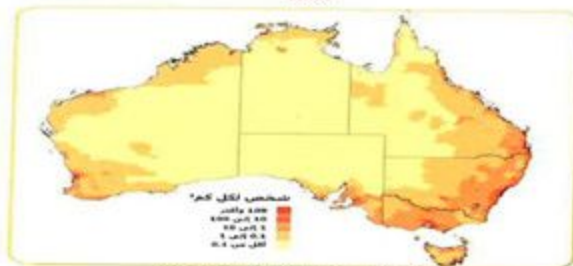 شخص لكل كم²
100 وأكثر
10 إلى 100
1 إلى 10
0.1 إلى 1
أقل من 0.1